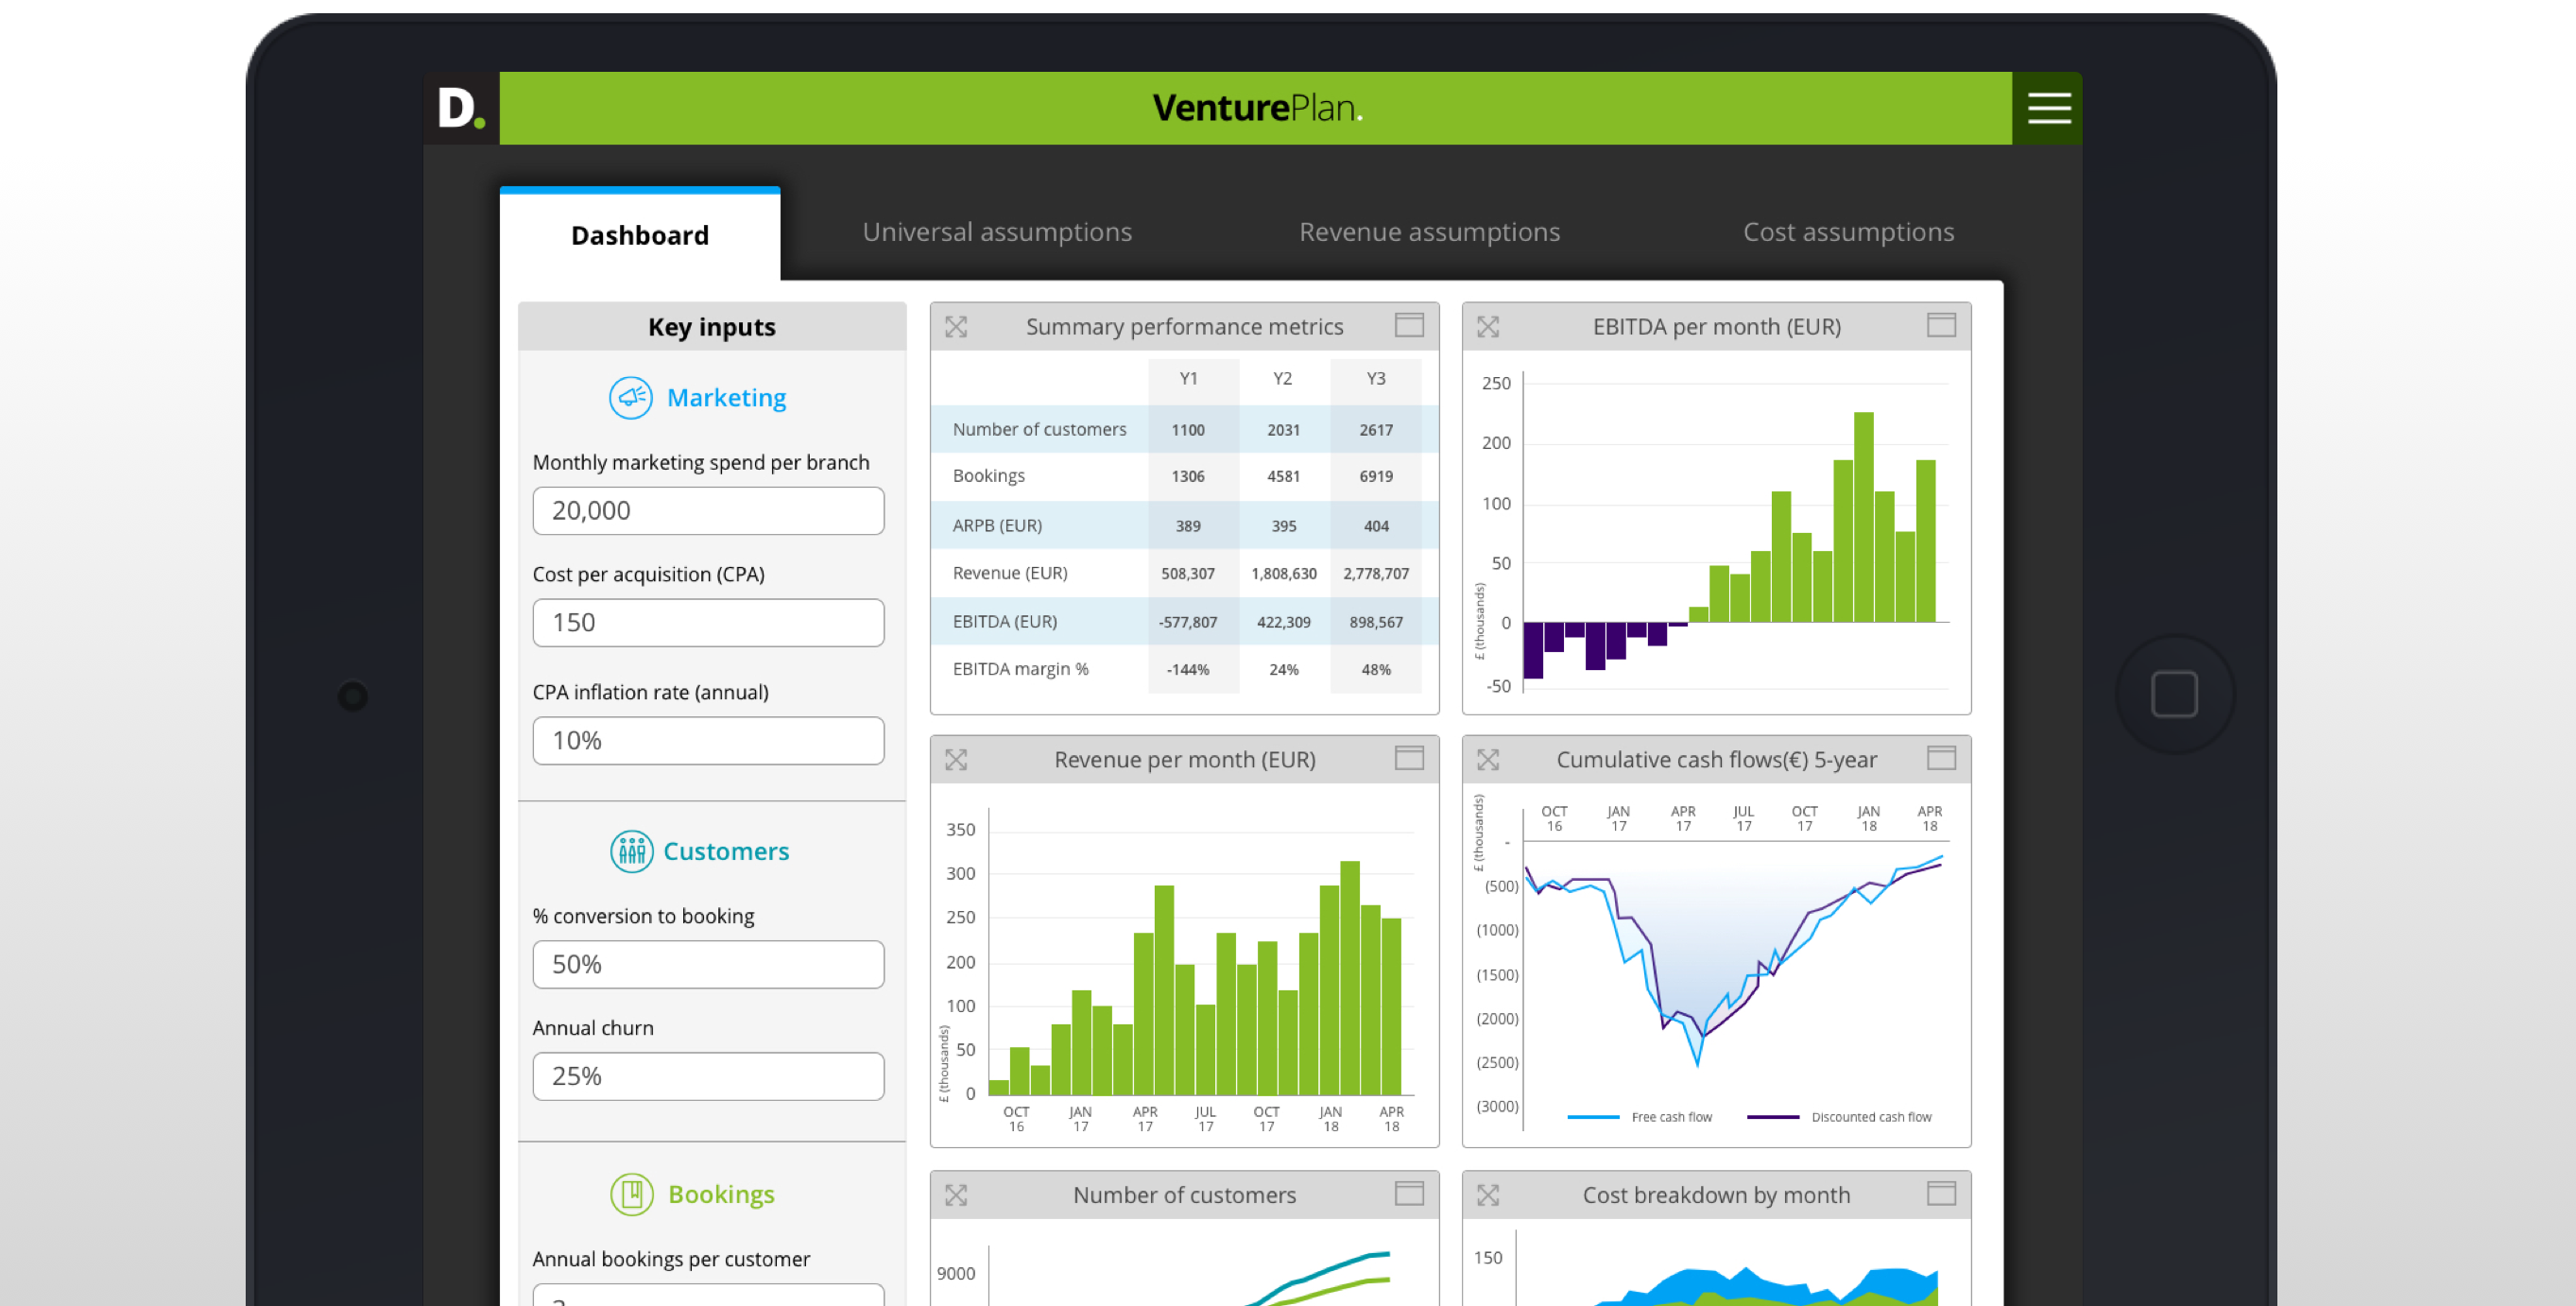 D.
VenturePlan.
Dashboard
Universal assumptions
Revenue assumptions
Cost assumptions
Key inputs
Marketing
Monthly marketing spend per branch
20,000
Cost per acquisition (CPA)
150
CPA inflation rate (annual)
10%
Customers
% conversion to booking
50%
Annual churn
25%
Bookings
Annual bookings per customer
Summary performance metrics
Y1 Y2 Y3
Number of customers 1100 2031 2617
Bookings 1306 4581 6919
ARPB (EUR) 389 395 404
Revenue (EUR) 508,307 1,808,630 2,778,707
EBITDA (EUR) -577,807 422,309 898,567
EBITDA margin % -144% 24% 48%
EBITDA per month (EUR)
250
200
100
50
0
-50
£ (thousands)
Revenue per month (EUR)
350
300
250
200
100
50
0
£ (thousands)
OCT 16
JAN 17
APR 17
JUL 17
OCT 17
JAN 18
APR 18
Cumulative cash flows(€) 5-year
£ (thousands)
OCT 16
JAN 17
APR 17
JUL 17
OCT 17
JAN 18
APR 18
-
(500)
(1000)
(1500)
(2000)
(2500)
(3000)
Free cash flow
Discounted cash flow
Number of customers
9000
Cost breakdown by month
150